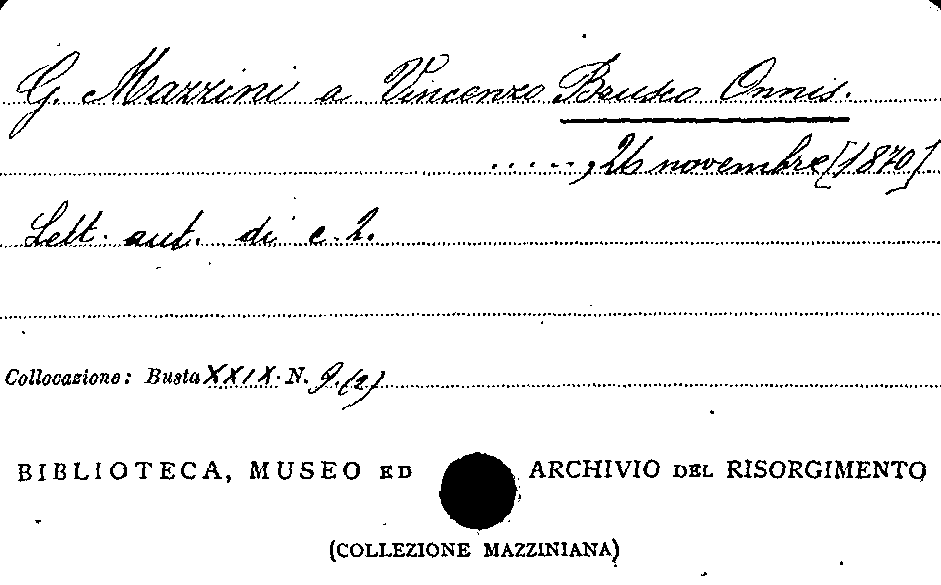 G. Mazzini a Vincenzo Brusco Onnis.
....., 26 novembre [1870]
Lett. aut. di c. 2.
Collocazione: Busta XXIX. N. 9. (2)
BIBLIOTECA, MUSEO ED ARCHIVIO DEL RISORGIMENTO
(COLLEZIONE MAZZINIANA)